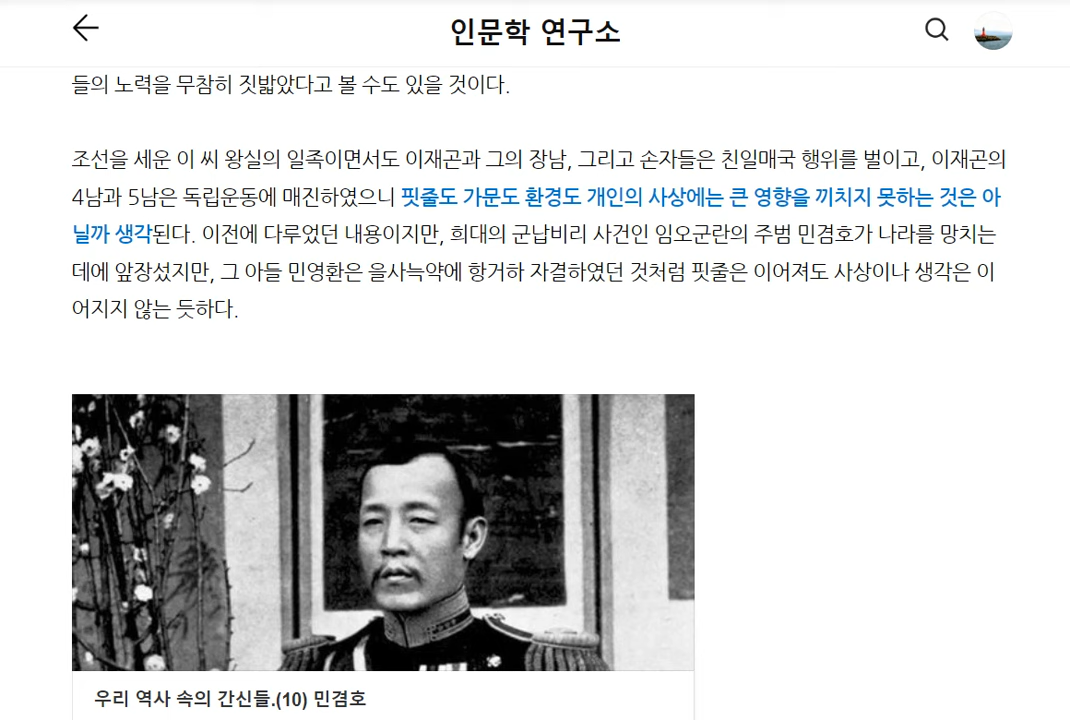 인문학 연구소
들의 노력을 무참히 짓밟았다고 볼 수도 있을 것이다.
조선을 세운 이 씨 왕실의 일족이면서도 이재곤과 그의 장남, 그리고 손자들은 친일매국 행위를 벌이고, 이재곤의
4남과 5남은 독립운동에 매진하였으니 핏줄도 가문도 환경도 개인의 사상에는 큰 영향을 끼치지 못하는 것은 아
닐까 생각된다. 이전에 다루었던 내용이지만, 희대의 군납비리 사건인 임오군란의 주범 민겸호가 나라를 망치는
데에 앞장섰지만, 그 아들 민영환은 을사늑약에 항거하 자결하였던 것처럼 핏줄은 이어져도 사상이나 생각은 이
어지지 않는 듯하다.
우리 역사 속의 간신들.(10) 민겸호